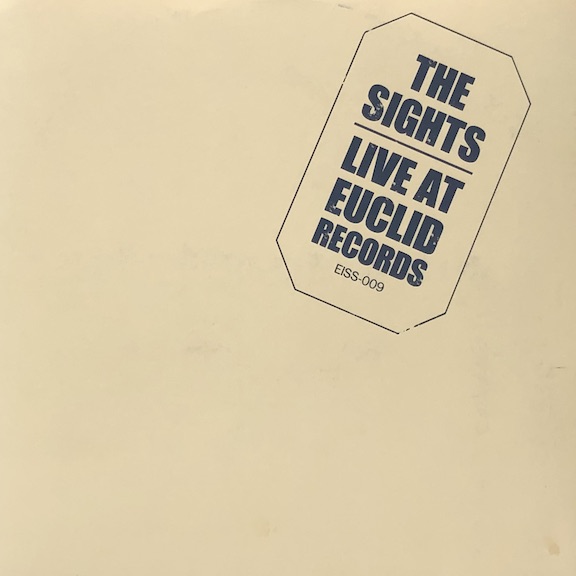 THE
SIGHTS
LIVE AT
EUCLID
RECORDS
EISS-009